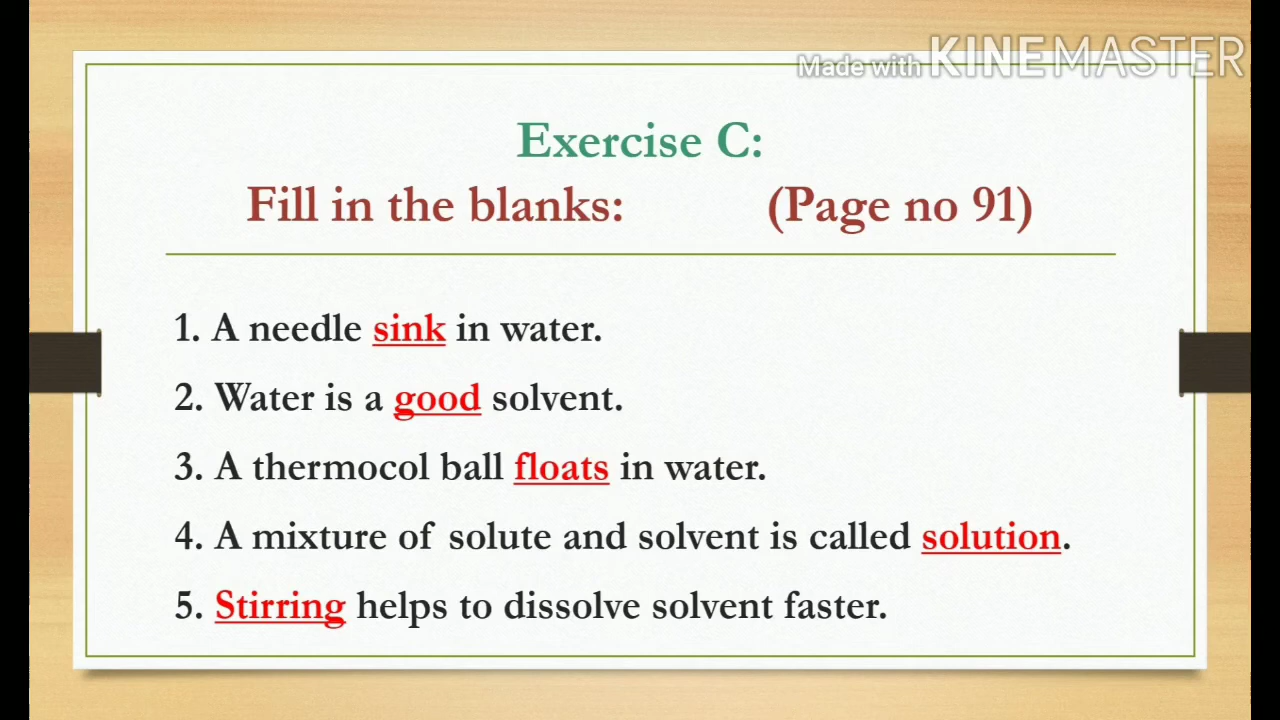 Made with KINEMASTER
Exercise C:
Fill in the blanks: (Page no 91)
1. A needle sink in water.
2. Water is a good solvent.
3. A thermocol ball floats in water.
4. A mixture of solute and solvent is called solution.
5. Stirring helps to dissolve solvent faster.